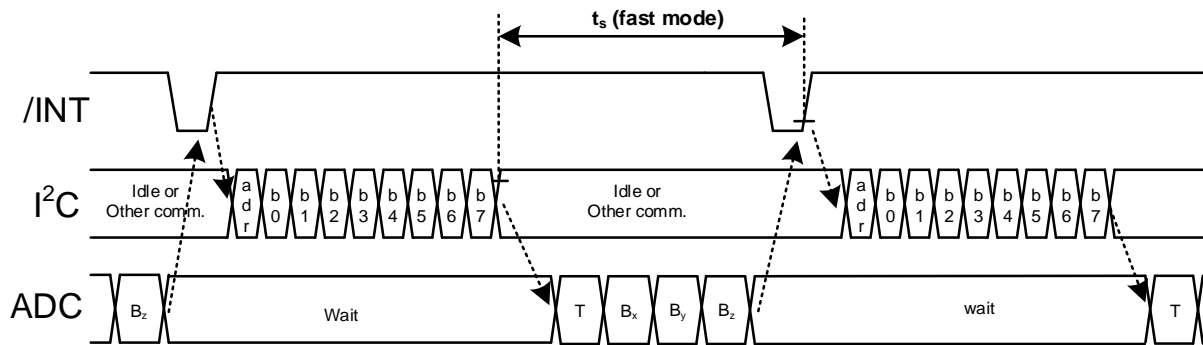 t_s (fast mode)
/INT
I²C
Idle or
Other comm.
a
d
r
b
0
b
1
b
2
b
3
b
4
b
5
b
6
b
7
Idle or
Other comm.
a
d
r
b
0
b
1
b
2
b
3
b
4
b
5
b
6
b
7
ADC
B_z
Wait
T
B_x
B_y
B_z
wait
T